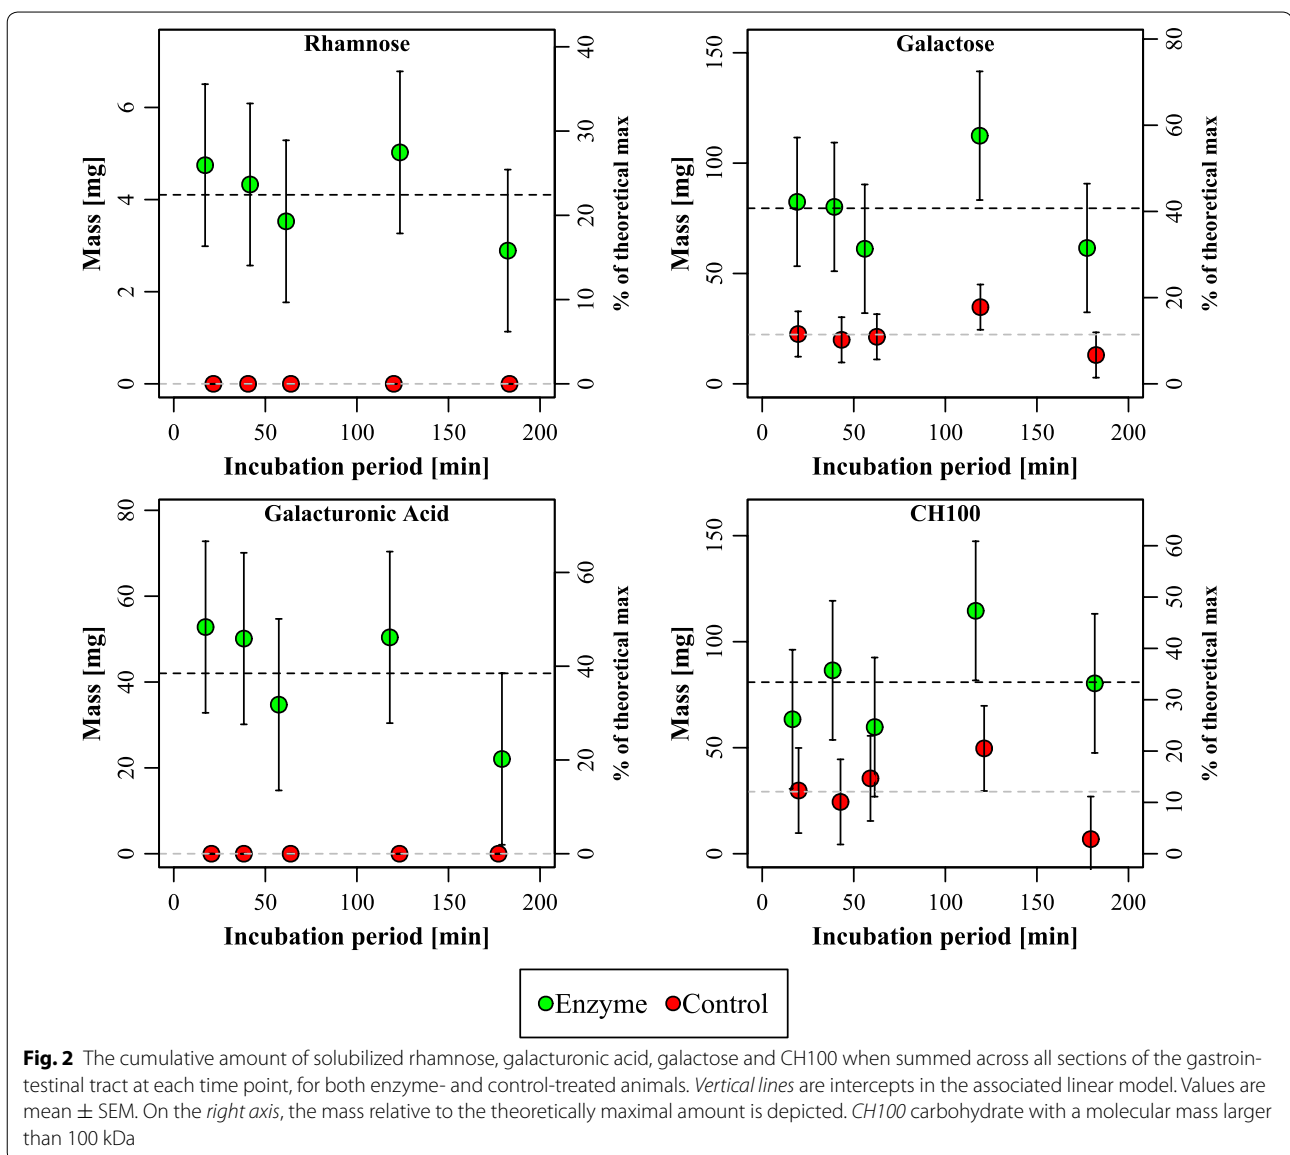 Rhamnose
Mass [mg]
0 2 4 6
% of theoretical max
0 10 20 30 40
0 50 100 150 200
Incubation period [min]
Galactose
Mass [mg]
0 50 100 150
% of theoretical max
0 20 40 60 80
0 50 100 150 200
Incubation period [min]
Galacturonic Acid
Mass [mg]
0 20 40 60 80
% of theoretical max
0 20 40 60
0 50 100 150 200
Incubation period [min]
CH100
Mass [mg]
0 50 100 150
% of theoretical max
0 10 20 30 40 50 60
0 50 100 150 200
Incubation period [min]
Enzyme Control
Fig. 2 The cumulative amount of solubilized rhamnose, galacturonic acid, galactose and CH100 when summed across all sections of the gastroin-
testinal tract at each time point, for both enzyme- and control-treated animals. Vertical lines are intercepts in the associated linear model. Values are
mean ± SEM. On the right axis, the mass relative to the theoretically maximal amount is depicted. CH100 carbohydrate with a molecular mass larger
than 100 kDa